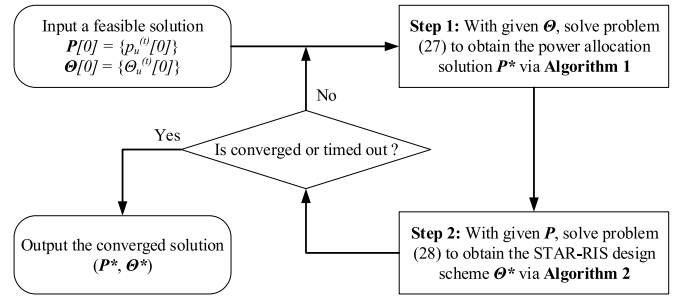 Input a feasible solution
P[0] = {pᵤ⁽ᵗ⁾[0]}
Θ[0] = {Θᵤ⁽ᵗ⁾[0]}
Step 1: With given Θ, solve problem
(27) to obtain the power allocation
solution P* via Algorithm 1
No
Yes
Is converged or timed out ?
Output the converged solution
(P*, Θ*)
Step 2: With given P, solve problem
(28) to obtain the STAR-RIS design
scheme Θ* via Algorithm 2